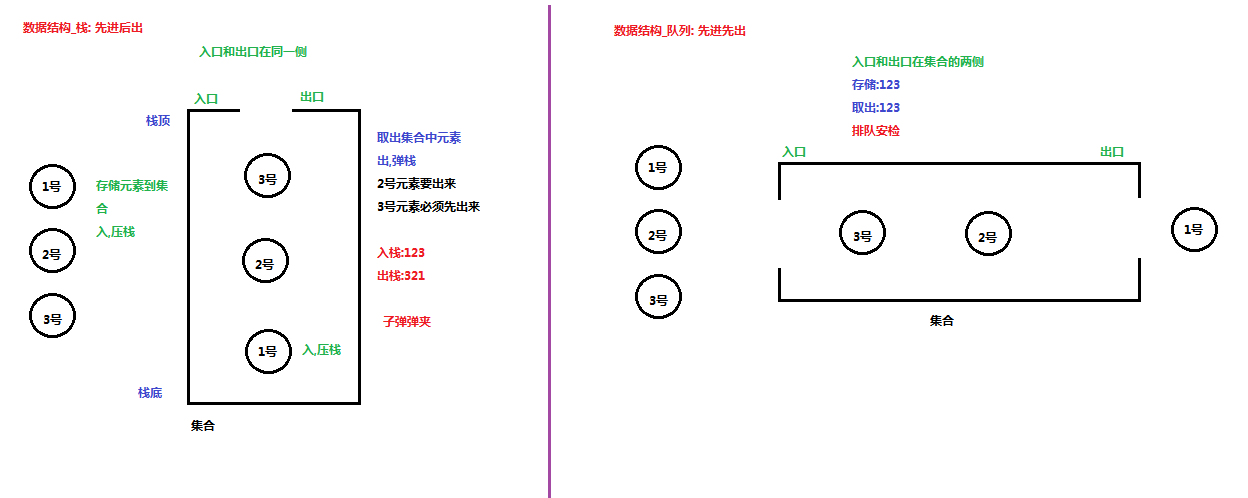 数据结构_栈: 先进后出
入口和出口在同一侧
入口
出口
栈顶
1号
2号
3号
存储元素到集
合
入,压栈
3号
2号
1号
入,压栈
取出集合中元素
出,弹栈
2号元素要出来
3号元素必须先出来
入栈:123
出栈:321
子弹弹夹
栈底
集合
数据结构_队列: 先进先出
入口和出口在集合的两侧
存储:123
取出:123
排队安检
入口
出口
1号
2号
3号
3号
2号
1号
集合